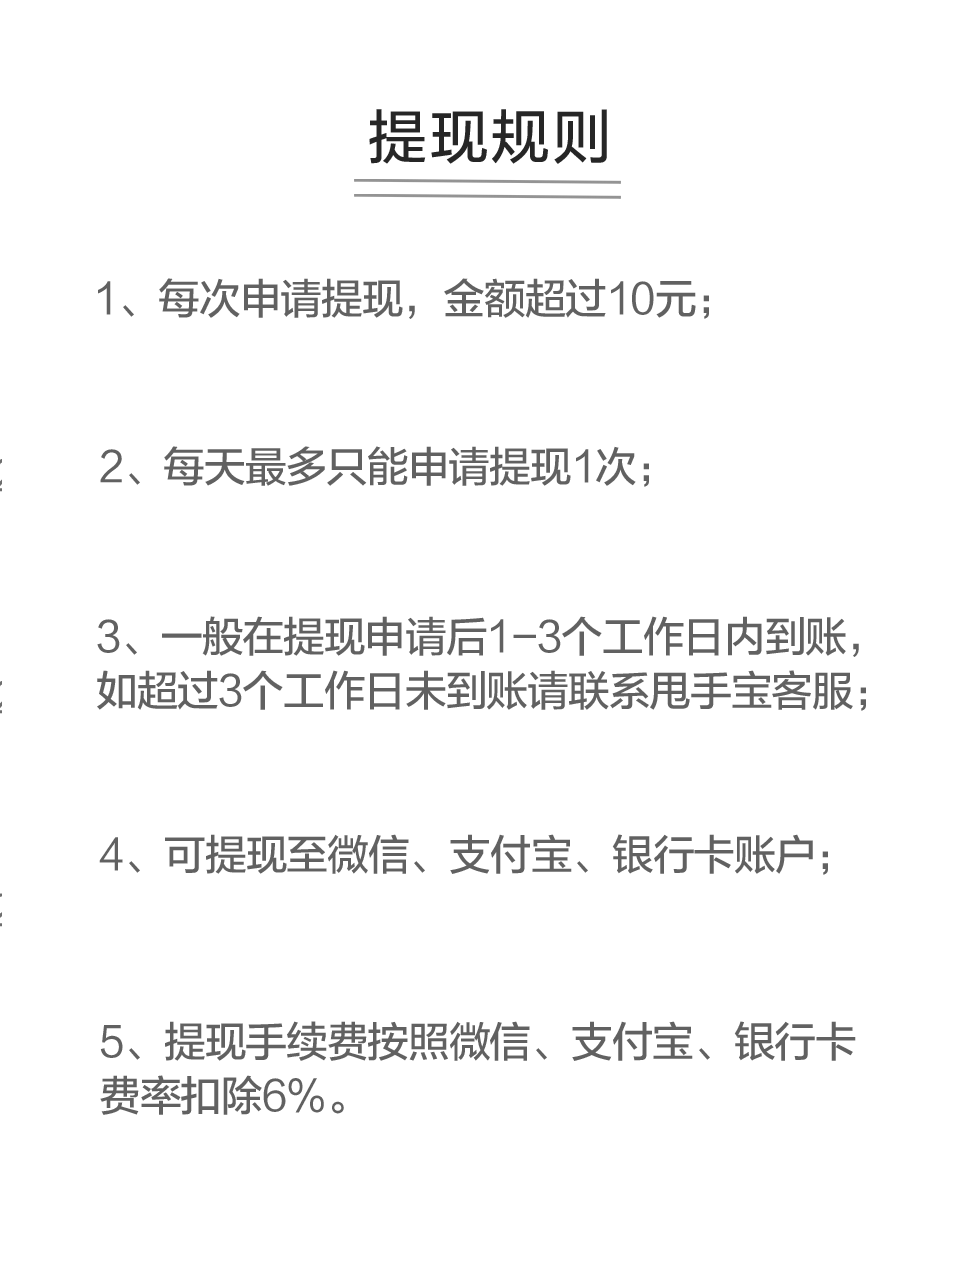 提现规则
1、每次申请提现，金额超过10元；
2、每天最多只能申请提现1次；
3、一般在提现申请后1-3个工作日内到账，
如超过3个工作日未到账请联系甩手宝客服；
4、可提现至微信、支付宝、银行卡账户；
5、提现手续费按照微信、支付宝、银行卡
费率扣除6%。